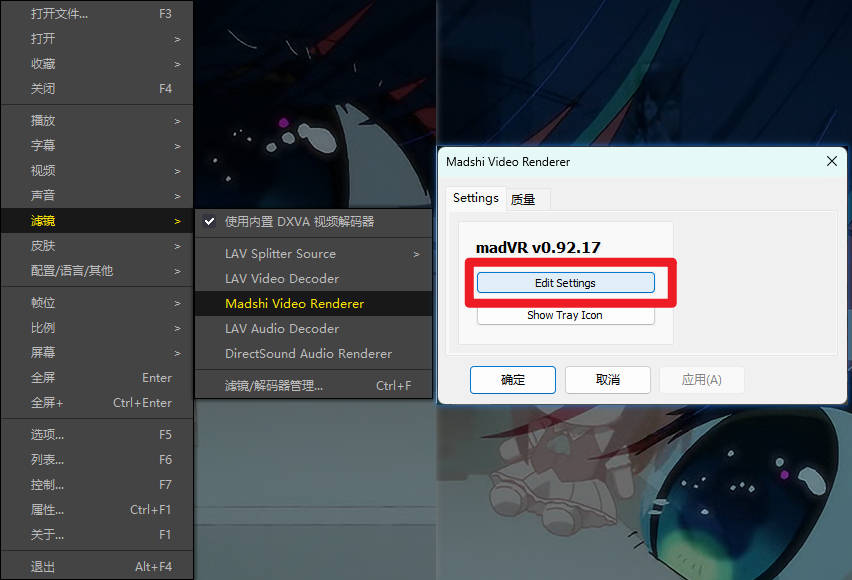 打开文件... F3
打开 >
收藏 >
关闭 F4
播放 >
字幕 >
视频 >
声音 >
滤镜 >
皮肤 >
配置/语言/其他 >
帧位 >
比例 >
屏幕 >
全屏 Enter
全屏+ Ctrl+Enter
选项... F5
列表... F6
控制... F7
属性... Ctrl+F1
关于... F1
退出 Alt+F4
使用内置 DXVA 视频解码器
LAV Splitter Source >
LAV Video Decoder
Madshi Video Renderer
LAV Audio Decoder
DirectSound Audio Renderer
滤镜/解码器管理... Ctrl+F
Madshi Video Renderer
Settings 质量
madVR v0.92.17
Edit Settings
Show Tray Icon
确定 取消 应用(A)